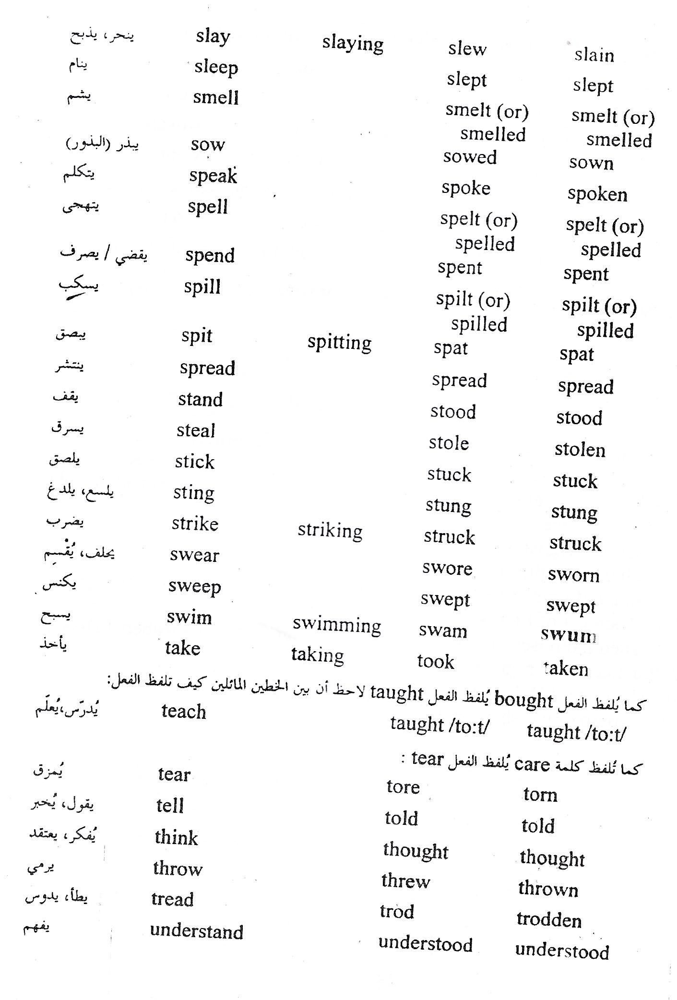 ينحر، يذبح slay slaying slew slain
ينام sleep slept slept
يشم smell smelt (or) smelt (or)
smelled smelled
يبذر (البذور) sow sowed sown
يتكلم speak spoke spoken
يتهجى spell spelt (or) spelt (or)
spelled spelled
يقضي / يصرف spend spent spent
يسكب spill spilt (or) spilt (or)
spilled spilled
يبصق spit spitting spat spat
ينتشر spread spread spread
يقف stand stood stood
يسرق steal stole stolen
يلصق stick stuck stuck
يلسع، يلدغ sting stung stung
يضرب strike striking struck struck
يحلف، يُقْسِم swear swore sworn
يكنس sweep swept swept
يسبح swim swimming swam swum
يأخذ take taking took taken
كما يُلفظ الفعل bought يُلفظ الفعل taught لاحظ أن بين الخطين المائلين كيف تلفظ الفعل:
يُدرّس،يُعلّم teach taught /to:t/ taught /to:t/
كما تُلفظ كلمة care يُلفظ الفعل tear :
يُمزق tear tore torn
يقول، يُخبر tell told told
يُفكر، يعتقد think thought thought
يرمي throw threw thrown
يطأ، يدوس tread trod trodden
يفهم understand understood understood